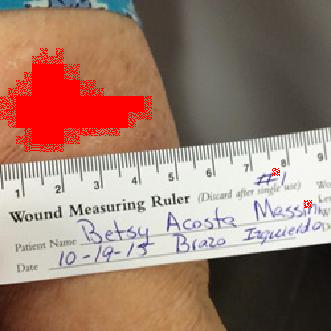 #1
1 2 3 4 5 6 7 8 9
Wound Measuring Ruler (Discard after single use)
Patient Name Betsy Acosta
Date 10-19-15 Brazo Izquierdo